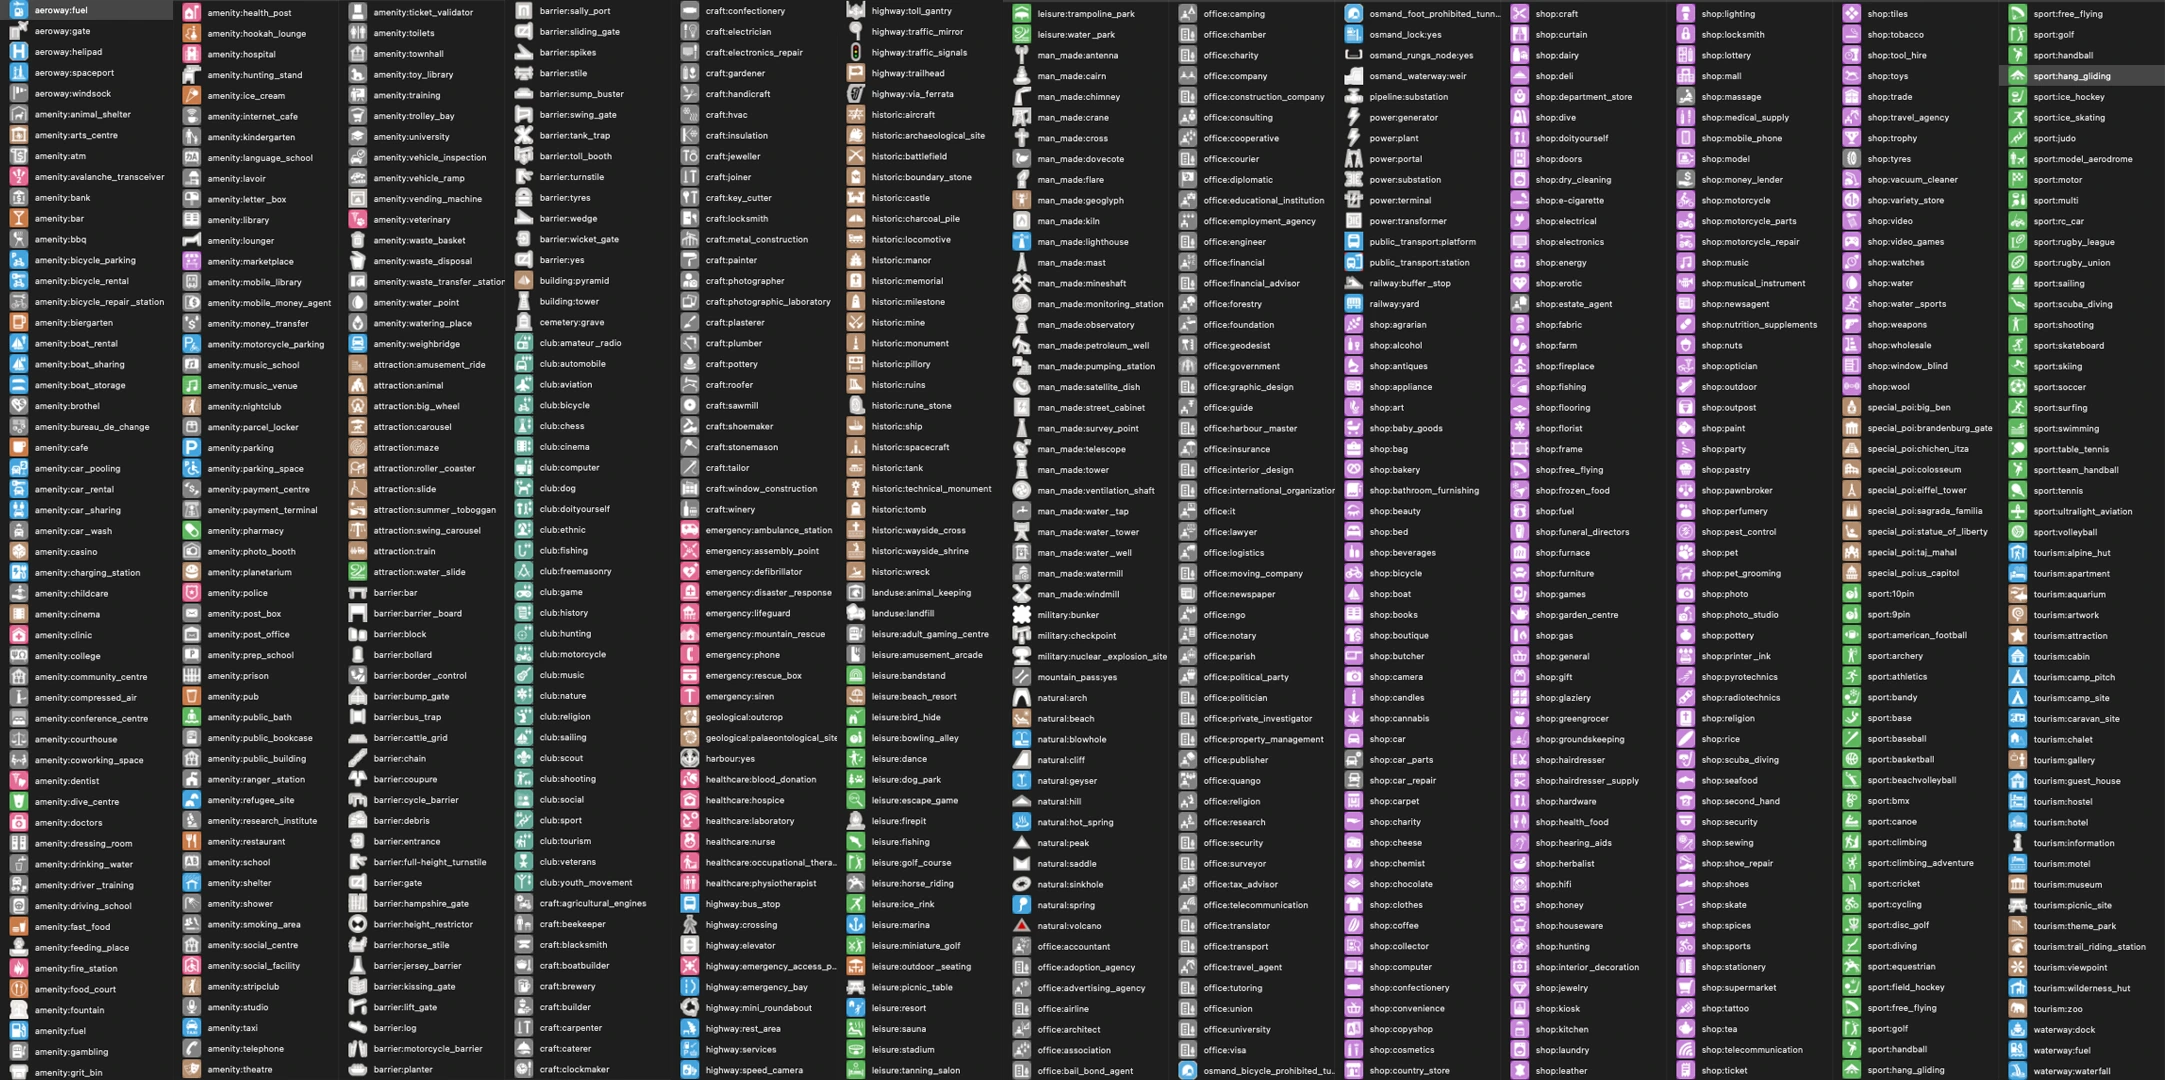 aeroway:fuel
aeroway:gate
aeroway:helipad
aeroway:spaceport
aeroway:windsock
amenity:animal_shelter
amenity:arts_centre
amenity:atm
amenity:avalanche_transceiver
amenity:bank
amenity:bar
amenity:bbq
amenity:bicycle_parking
amenity:bicycle_rental
amenity:bicycle_repair_station
amenity:biergarten
amenity:boat_rental
amenity:boat_sharing
amenity:boat_storage
amenity:brothel
amenity:bureau_de_change
amenity:cafe
amenity:car_pooling
amenity:car_rental
amenity:car_sharing
amenity:car_wash
amenity:casino
amenity:charging_station
amenity:childcare
amenity:cinema
amenity:clinic
amenity:college
amenity:community_centre
amenity:compressed_air
amenity:conference_centre
amenity:courthouse
amenity:coworking_space
amenity:dentist
amenity:dive_centre
amenity:doctors
amenity:dressing_room
amenity:drinking_water
amenity:driver_training
amenity:driving_school
amenity:fast_food
amenity:feeding_place
amenity:fire_station
amenity:food_court
amenity:fountain
amenity:fuel
amenity:gambling
amenity:grit_bin
amenity:health_post
amenity:hookah_lounge
amenity:hospital
amenity:hunting_stand
amenity:ice_cream
amenity:internet_cafe
amenity:kindergarten
amenity:language_school
amenity:lavoir
amenity:letter_box
amenity:library
amenity:lounger
amenity:marketplace
amenity:mobile_library
amenity:mobile_money_agent
amenity:money_transfer
amenity:motorcycle_parking
amenity:music_school
amenity:music_venue
amenity:nightclub
amenity:parcel_locker
amenity:parking
amenity:parking_space
amenity:payment_centre
amenity:payment_terminal
amenity:pharmacy
amenity:photo_booth
amenity:planetarium
amenity:police
amenity:post_box
amenity:post_office
amenity:prep_school
amenity:prison
amenity:pub
amenity:public_bath
amenity:public_bookcase
amenity:public_building
amenity:ranger_station
amenity:refugee_site
amenity:research_institute
amenity:restaurant
amenity:school
amenity:shelter
amenity:shower
amenity:smoking_area
amenity:social_centre
amenity:social_facility
amenity:stripclub
amenity:studio
amenity:taxi
amenity:telephone
amenity:theatre
amenity:ticket_validator
amenity:toilets
amenity:townhall
amenity:toy_library
amenity:training
amenity:trolley_bay
amenity:university
amenity:vehicle_inspection
amenity:vehicle_ramp
amenity:vending_machine
amenity:veterinary
amenity:waste_basket
amenity:waste_disposal
amenity:waste_transfer_station
amenity:water_point
amenity:watering_place
amenity:weighbridge
attraction:amusement_ride
attraction:animal
attraction:big_wheel
attraction:carousel
attraction:maze
attraction:roller_coaster
attraction:slide
attraction:summer_toboggan
attraction:swing_carousel
attraction:train
attraction:water_slide
barrier:bar
barrier:barrier_board
barrier:block
barrier:bollard
barrier:border_control
barrier:bump_gate
barrier:bus_trap
barrier:cattle_grid
barrier:chain
barrier:coupure
barrier:cycle_barrier
barrier:debris
barrier:entrance
barrier:full-height_turnstile
barrier:gate
barrier:hampshire_gate
barrier:height_restrictor
barrier:horse_stile
barrier:jersey_barrier
barrier:kissing_gate
barrier:lift_gate
barrier:log
barrier:motorcycle_barrier
barrier:planter
barrier:sally_port
barrier:sliding_gate
barrier:spikes
barrier:stile
barrier:sump_buster
barrier:swing_gate
barrier:tank_trap
barrier:toll_booth
barrier:turnstile
barrier:tyres
barrier:wedge
barrier:wicket_gate
barrier:yes
building:pyramid
building:tower
cemetery:grave
club:amateur_radio
club:automobile
club:aviation
club:bicycle
club:chess
club:cinema
club:computer
club:dog
club:doityourself
club:ethnic
club:fishing
club:freemasonry
club:game
club:history
club:hunting
club:motorcycle
club:music
club:nature
club:religion
club:sailing
club:scout
club:shooting
club:social
club:sport
club:tourism
club:veterans
club:youth_movement
craft:agricultural_engines
craft:beekeeper
craft:blacksmith
craft:boatbuilder
craft:brewery
craft:builder
craft:carpenter
craft:caterer
craft:clockmaker
craft:confectionery
craft:electrician
craft:electronics_repair
craft:gardener
craft:handicraft
craft:hvac
craft:insulation
craft:jeweller
craft:joiner
craft:key_cutter
craft:locksmith
craft:metal_construction
craft:painter
craft:photographer
craft:photographic_laboratory
craft:plasterer
craft:plumber
craft:pottery
craft:roofer
craft:sawmill
craft:shoemaker
craft:stonemason
craft:tailor
craft:window_construction
craft:winery
emergency:ambulance_station
emergency:assembly_point
emergency:defibrillator
emergency:disaster_response
emergency:lifeguard
emergency:mountain_rescue
emergency:phone
emergency:rescue_box
emergency:siren
geological:outcrop
geological:palaeontological_site
harbour:yes
healthcare:blood_donation
healthcare:hospice
healthcare:laboratory
healthcare:nurse
healthcare:occupational_thera...
healthcare:physiotherapist
highway:bus_stop
highway:crossing
highway:elevator
highway:emergency_access_p...
highway:emergency_bay
highway:mini_roundabout
highway:rest_area
highway:services
highway:speed_camera
highway:toll_gantry
highway:traffic_mirror
highway:traffic_signals
highway:trailhead
highway:via_ferrata
historic:aircraft
historic:archaeological_site
historic:battlefield
historic:boundary_stone
historic:castle
historic:charcoal_pile
historic:locomotive
historic:manor
historic:memorial
historic:milestone
historic:mine
historic:monument
historic:pillory
historic:ruins
historic:rune_stone
historic:ship
historic:spacecraft
historic:tank
historic:technical_monument
historic:tomb
historic:wayside_cross
historic:wayside_shrine
historic:wreck
landuse:animal_keeping
landuse:landfill
leisure:adult_gaming_centre
leisure:amusement_arcade
leisure:bandstand
leisure:beach_resort
leisure:bird_hide
leisure:bowling_alley
leisure:dance
leisure:dog_park
leisure:escape_game
leisure:firepit
leisure:fishing
leisure:golf_course
leisure:horse_riding
leisure:ice_rink
leisure:marina
leisure:miniature_golf
leisure:outdoor_seating
leisure:picnic_table
leisure:resort
leisure:sauna
leisure:stadium
leisure:tanning_salon
leisure:trampoline_park
leisure:water_park
man_made:antenna
man_made:cairn
man_made:chimney
man_made:crane
man_made:cross
man_made:dovecote
man_made:flare
man_made:geoglyph
man_made:kiln
man_made:lighthouse
man_made:mast
man_made:mineshaft
man_made:monitoring_station
man_made:observatory
man_made:petroleum_well
man_made:pumping_station
man_made:satellite_dish
man_made:street_cabinet
man_made:survey_point
man_made:telescope
man_made:tower
man_made:ventilation_shaft
man_made:water_tap
man_made:water_tower
man_made:water_well
man_made:watermill
man_made:windmill
military:bunker
military:checkpoint
military:nuclear_explosion_site
mountain_pass:yes
natural:arch
natural:beach
natural:blowhole
natural:cliff
natural:geyser
natural:hill
natural:hot_spring
natural:peak
natural:saddle
natural:sinkhole
natural:spring
natural:volcano
office:accountant
office:adoption_agency
office:advertising_agency
office:airline
office:architect
office:association
office:bail_bond_agent
office:camping
office:chamber
office:charity
office:company
office:construction_company
office:consulting
office:cooperative
office:courier
office:diplomatic
office:educational_institution
office:employment_agency
office:engineer
office:financial
office:financial_advisor
office:forestry
office:foundation
office:geodesist
office:government
office:graphic_design
office:guide
office:harbour_master
office:insurance
office:interior_design
office:international_organization
office:it
office:lawyer
office:logistics
office:moving_company
office:newspaper
office:ngo
office:notary
office:parish
office:political_party
office:politician
office:private_investigator
office:property_management
office:publisher
office:quango
office:religion
office:research
office:security
office:surveyor
office:tax_advisor
office:telecommunication
office:translator
office:transport
office:travel_agent
office:tutoring
office:union
office:university
office:visa
osmand_bicycle_prohibited_tu...
osmand_foot_prohibited_tunn...
osmand_lock:yes
osmand_rungs_node:yes
osmand_waterway:weir
pipeline:substation
power:generator
power:plant
power:portal
power:substation
power:terminal
power:transformer
public_transport:platform
public_transport:station
railway:buffer_stop
railway:yard
shop:agrarian
shop:alcohol
shop:antiques
shop:appliance
shop:art
shop:baby_goods
shop:bag
shop:bakery
shop:bathroom_furnishing
shop:beauty
shop:bed
shop:beverages
shop:bicycle
shop:boat
shop:books
shop:boutique
shop:butcher
shop:camera
shop:candles
shop:cannabis
shop:car
shop:car_parts
shop:car_repair
shop:carpet
shop:charity
shop:cheese
shop:chemist
shop:chocolate
shop:clothes
shop:coffee
shop:collector
shop:computer
shop:confectionery
shop:convenience
shop:copyshop
shop:cosmetics
shop:country_store
shop:craft
shop:curtain
shop:dairy
shop:deli
shop:department_store
shop:dive
shop:doityourself
shop:doors
shop:dry_cleaning
shop:e-cigarette
shop:electrical
shop:electronics
shop:energy
shop:erotic
shop:estate_agent
shop:fabric
shop:farm
shop:fireplace
shop:fishing
shop:flooring
shop:florist
shop:frame
shop:free_flying
shop:frozen_food
shop:fuel
shop:funeral_directors
shop:furnace
shop:furniture
shop:games
shop:garden_centre
shop:gas
shop:general
shop:gift
shop:glaziery
shop:greengrocer
shop:groundskeeping
shop:hairdresser
shop:hairdresser_supply
shop:hardware
shop:health_food
shop:hearing_aids
shop:herbalist
shop:hifi
shop:honey
shop:houseware
shop:hunting
shop:interior_decoration
shop:jewelry
shop:kiosk
shop:kitchen
shop:laundry
shop:leather
shop:lighting
shop:locksmith
shop:lottery
shop:mall
shop:massage
shop:medical_supply
shop:mobile_phone
shop:model
shop:money_lender
shop:motorcycle
shop:motorcycle_parts
shop:motorcycle_repair
shop:music
shop:musical_instrument
shop:newsagent
shop:nutrition_supplements
shop:nuts
shop:optician
shop:outdoor
shop:outpost
shop:paint
shop:party
shop:pastry
shop:pawnbroker
shop:perfumery
shop:pest_control
shop:pet
shop:pet_grooming
shop:photo
shop:photo_studio
shop:pottery
shop:printer_ink
shop:pyrotechnics
shop:radiotechnics
shop:religion
shop:rice
shop:scuba_diving
shop:seafood
shop:second_hand
shop:security
shop:sewing
shop:shoe_repair
shop:shoes
shop:skate
shop:spices
shop:sports
shop:stationery
shop:supermarket
shop:tattoo
shop:tea
shop:telecommunication
shop:ticket
shop:tiles
shop:tobacco
shop:tool_hire
shop:toys
shop:trade
shop:travel_agency
shop:trophy
shop:tyres
shop:vacuum_cleaner
shop:variety_store
shop:video
shop:video_games
shop:watches
shop:water
shop:water_sports
shop:weapons
shop:wholesale
shop:window_blind
shop:wool
special_poi:big_ben
special_poi:brandenburg_gate
special_poi:chichen_itza
special_poi:colosseum
special_poi:eiffel_tower
special_poi:sagrada_familia
special_poi:statue_of_liberty
special_poi:taj_mahal
special_poi:us_capitol
sport:10pin
sport:9pin
sport:american_football
sport:archery
sport:athletics
sport:bandy
sport:base
sport:baseball
sport:basketball
sport:beachvolleyball
sport:bmx
sport:canoe
sport:climbing
sport:climbing_adventure
sport:cricket
sport:cycling
sport:disc_golf
sport:diving
sport:equestrian
sport:field_hockey
sport:free_flying
sport:golf
sport:handball
sport:hang_gliding
sport:free_flying
sport:golf
sport:handball
sport:hang_gliding
sport:ice_hockey
sport:ice_skating
sport:judo
sport:model_aerodrome
sport:motor
sport:multi
sport:rc_car
sport:rugby_league
sport:rugby_union
sport:sailing
sport:scuba_diving
sport:shooting
sport:skateboard
sport:skiing
sport:soccer
sport:surfing
sport:swimming
sport:table_tennis
sport:team_handball
sport:tennis
sport:ultralight_aviation
sport:volleyball
tourism:alpine_hut
tourism:apartment
tourism:aquarium
tourism:artwork
tourism:attraction
tourism:cabin
tourism:camp_pitch
tourism:camp_site
tourism:caravan_site
tourism:chalet
tourism:gallery
tourism:guest_house
tourism:hostel
tourism:hotel
tourism:information
tourism:motel
tourism:museum
tourism:picnic_site
tourism:theme_park
tourism:trail_riding_station
tourism:viewpoint
tourism:wilderness_hut
tourism:zoo
waterway:dock
waterway:fuel
waterway:waterfall